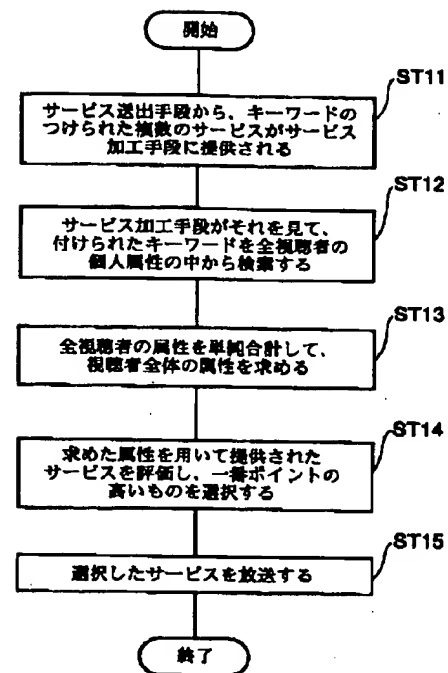 開始
ST11
サービス送出手段から、キーワードの
つけられた複数のサービスがサービス
加工手段に提供される
ST12
サービス加工手段がそれを見て、
付けられたキーワードを全視聴者の
個人属性の中から検索する
ST13
全視聴者の属性を単純合計して、
視聴者全体の属性を求める
ST14
求めた属性を用いて提供された
サービスを評価し、一番ポイントの
高いものを選択する
ST15
選択したサービスを放送する
終了